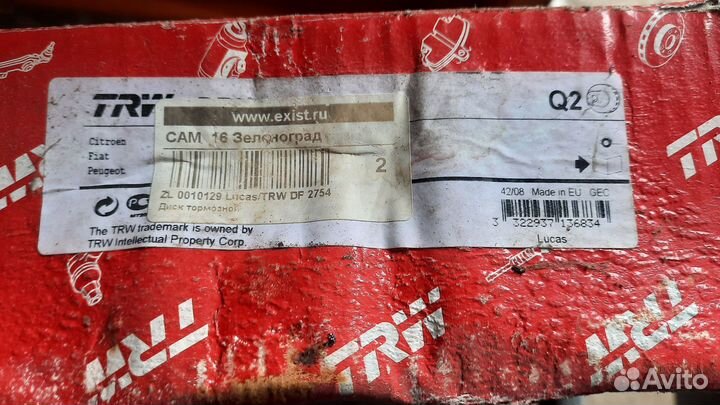 TRW
Q2
www.exist.ru
САМ 16 Зелоноград
2
ZL 0010129 Lucas/TRW DF 2754
Диск тормозной
Citroen
Fiat
Peugeot
The TRW trademark is owned by
TRW Intellectual Property Corp.
42/08 Made in EU GEC
3 322937 136834
Lucas
TRW
TRW
TRW
TRW
Avito